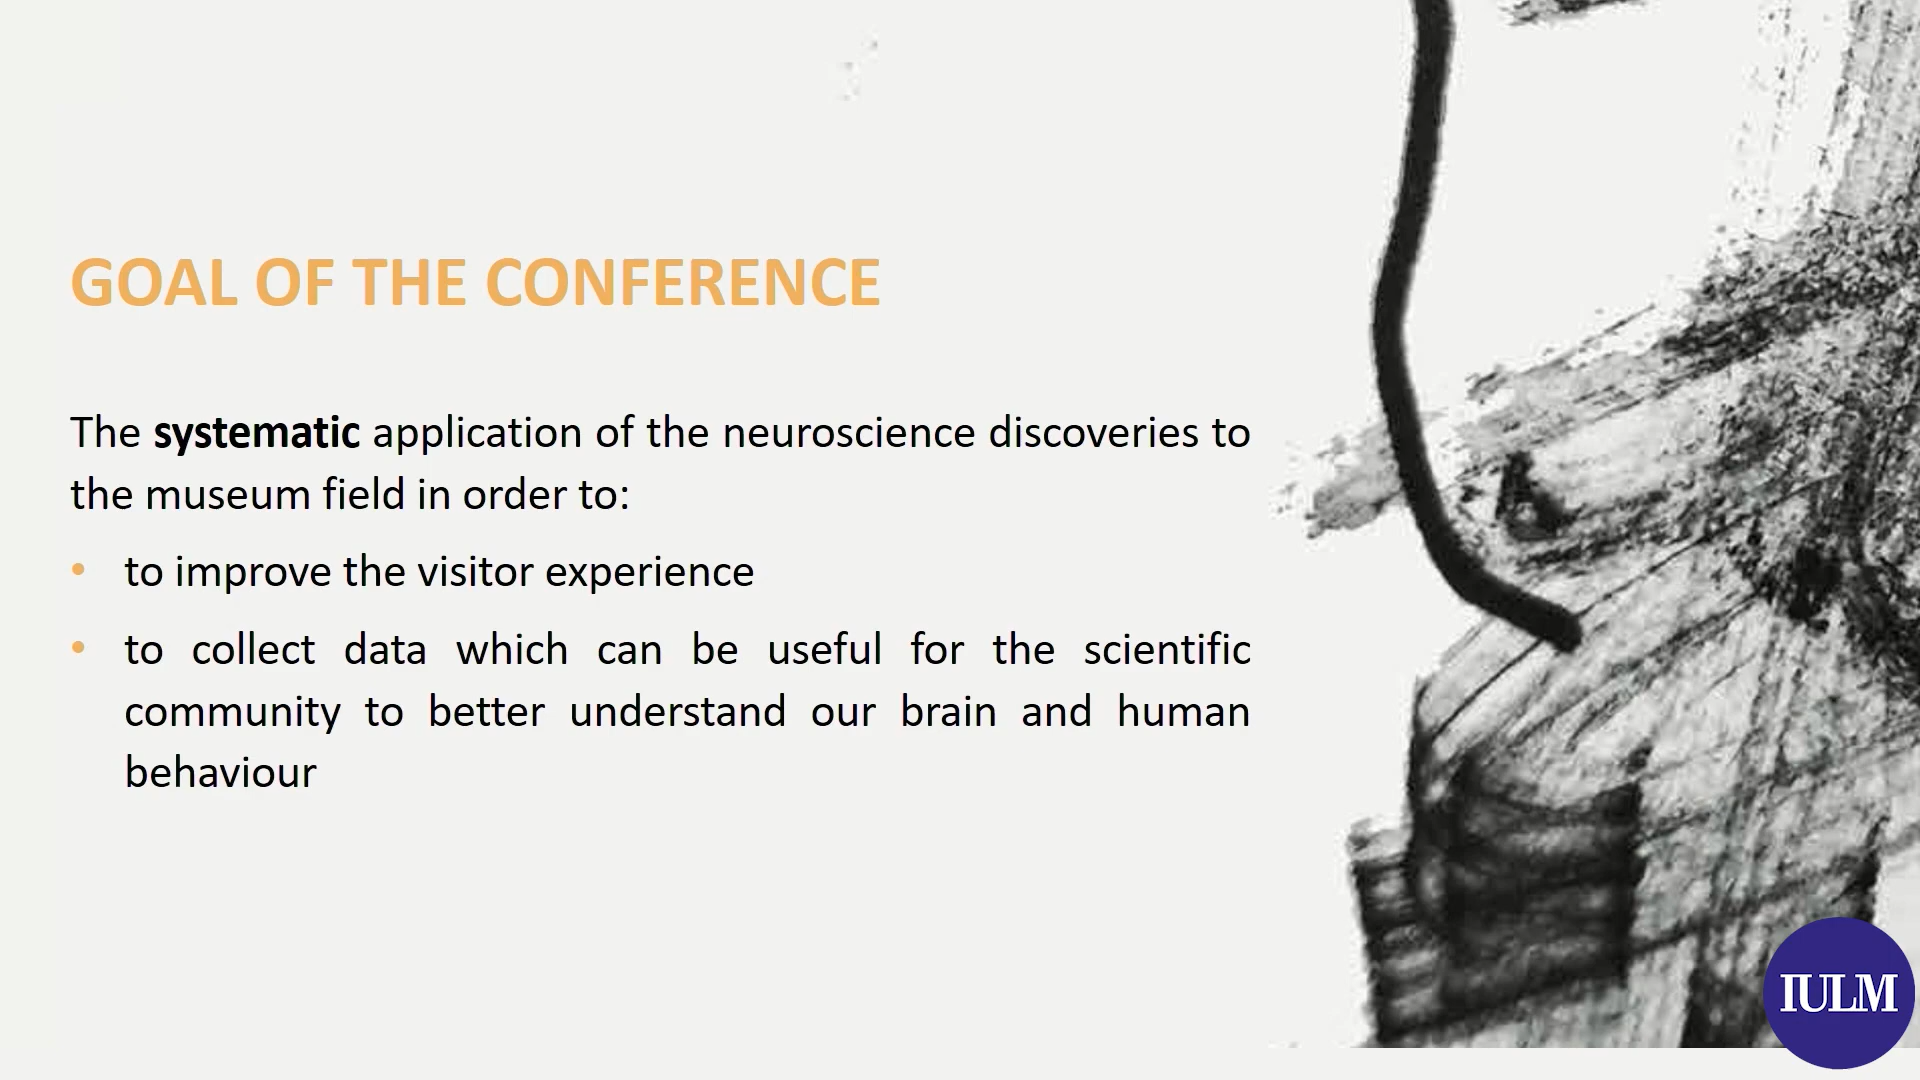 GOAL OF THE CONFERENCE
The systematic application of the neuroscience discoveries to
the museum field in order to:
• to improve the visitor experience
• to collect data which can be useful for the scientific
community to better understand our brain and human
behaviour
IULM